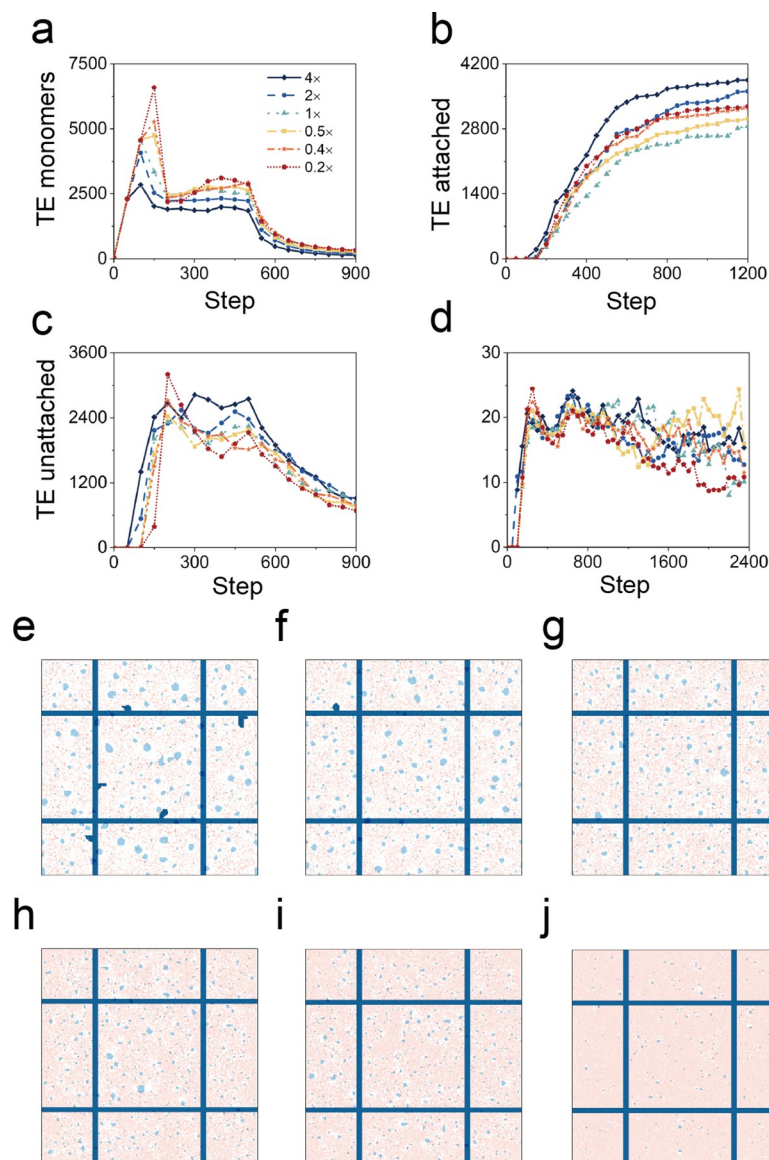 a
b
TE monomers
7500
5000
2500
0
0
300
600
900
Step
4×
2×
1×
0.5×
0.4×
0.2×
TE attached
4200
2800
1400
0
0
400
800
1200
Step
c
d
TE unattached
3600
2400
1200
0
0
300
600
900
Step
30
20
10
0
0
800
1600
2400
Step
e
f
g
h
i
j